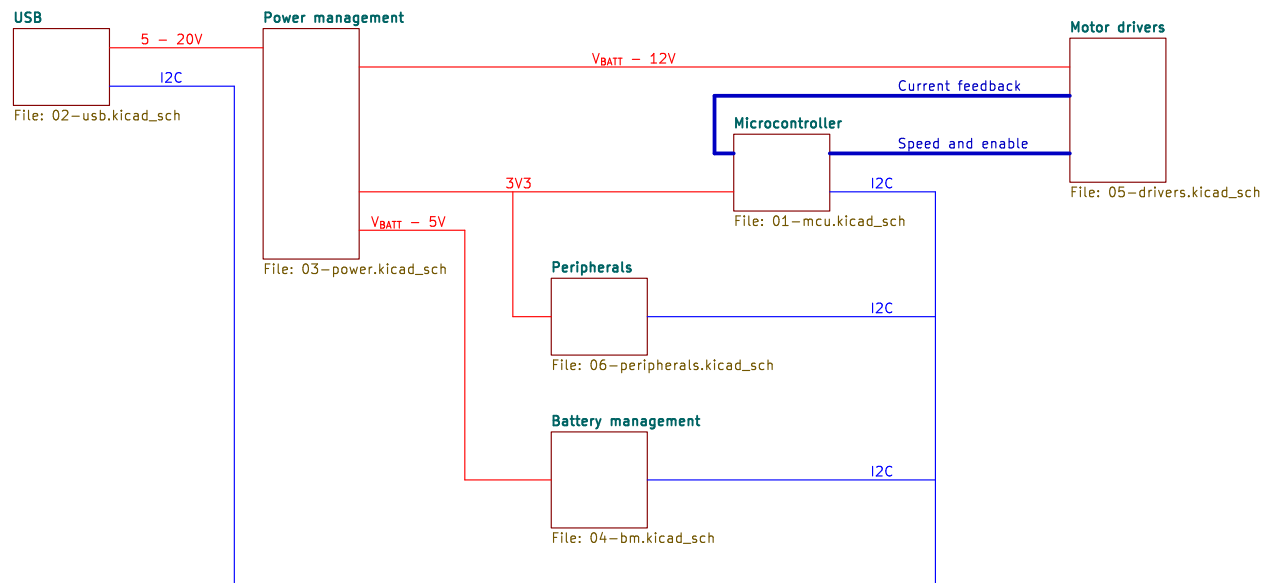 USB
Power management
Motor drivers
5 - 20V
VBATT - 12V
I2C
Current feedback
File: 02-usb.kicad_sch
Microcontroller
Speed and enable
3V3
I2C
File: 05-drivers.kicad_sch
VBATT - 5V
File: 01-mcu.kicad_sch
File: 03-power.kicad_sch
Peripherals
I2C
File: 06-peripherals.kicad_sch
Battery management
I2C
File: 04-bm.kicad_sch